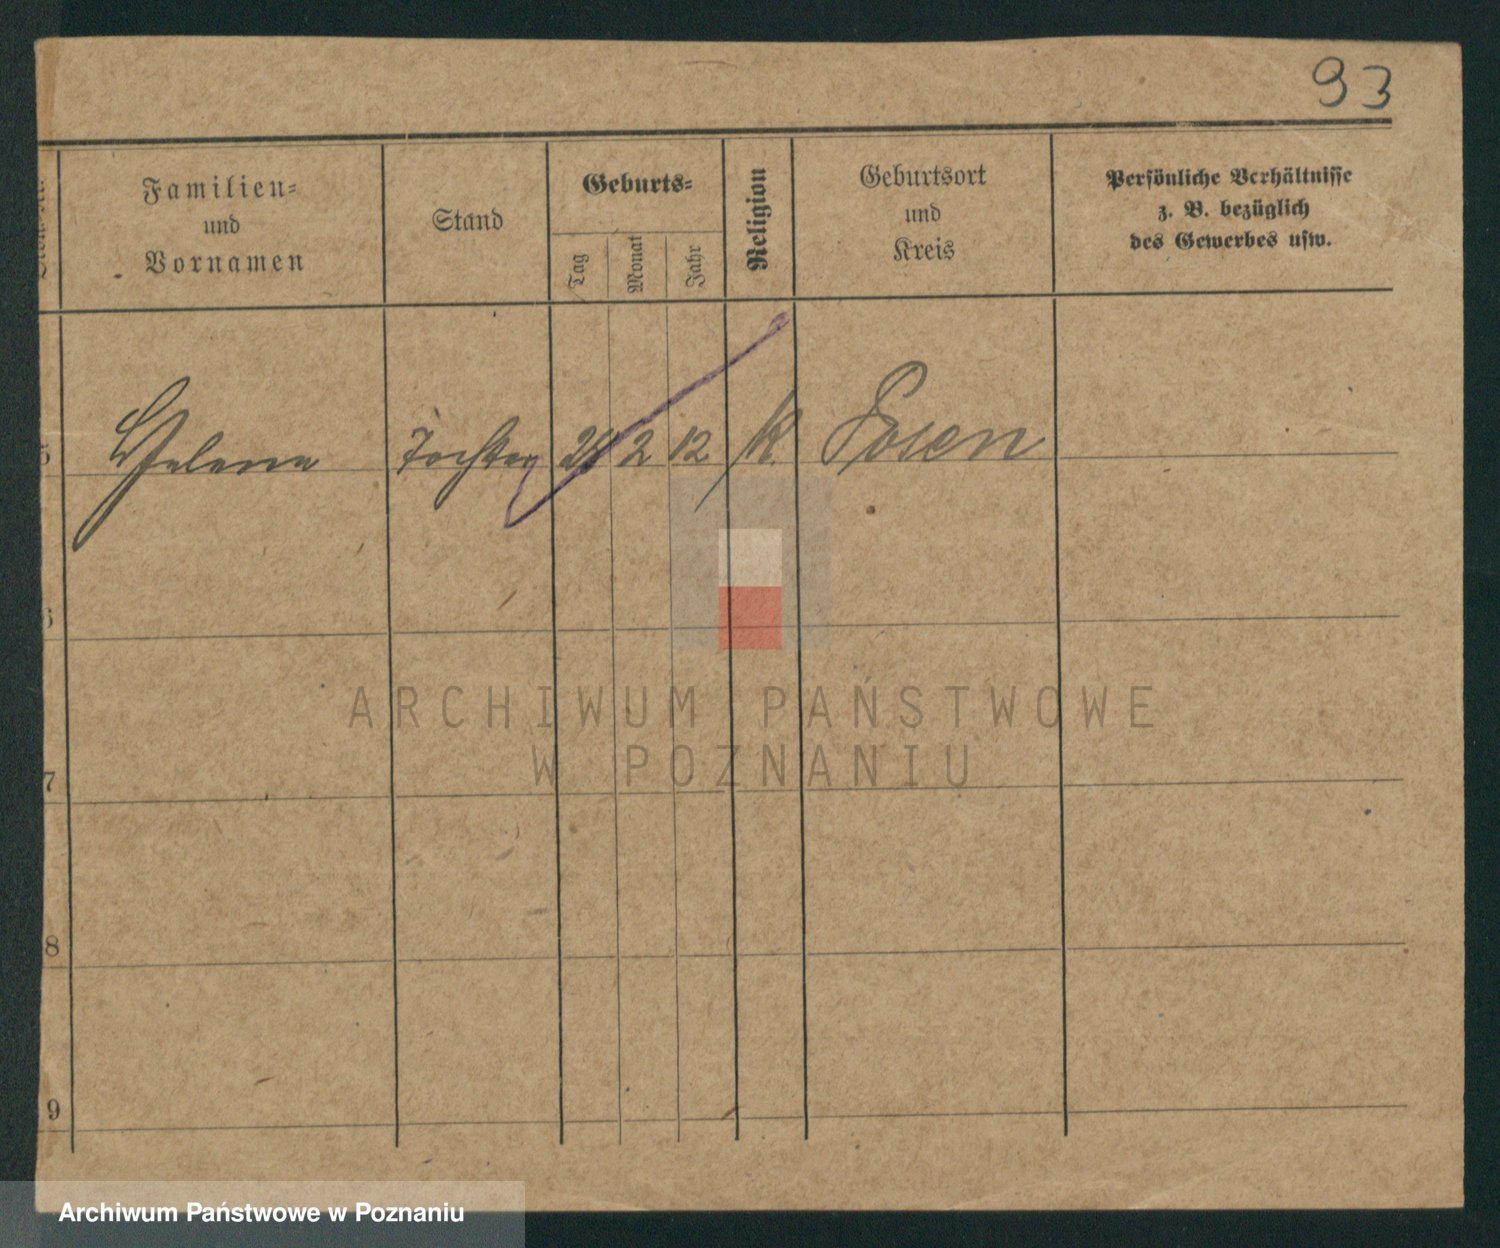 93
Familien=
und
Vornamen
Stand
Geburts=
Tag
Monat
Jahr
Religion
Geburtsort
und
Kreis
Persönliche Verhältnisse
z. B. bezüglich
des Gewerbes usw.
5 Helena Tochter 2 12 K. Posen
6
7
8
9
ARCHIWUM PAŃSTWOWE
W POZNANIU
Archiwum Państwowe w Poznaniu